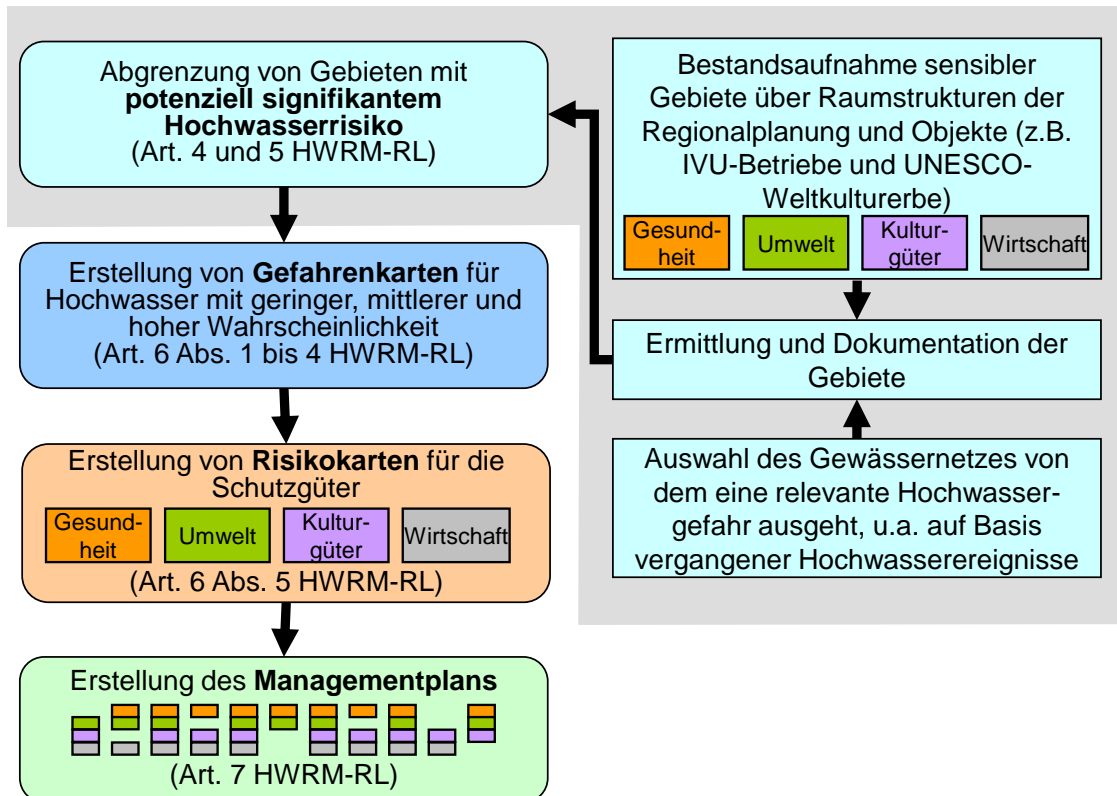 Abgrenzung von Gebieten mit
potenziell signifikantem
Hochwasserrisiko
(Art. 4 und 5 HWRM-RL)
Erstellung von Gefahrenkarten für
Hochwasser mit geringer, mittlerer und
hoher Wahrscheinlichkeit
(Art. 6 Abs. 1 bis 4 HWRM-RL)
Erstellung von Risikokarten für die
Schutzgüter
Gesund-
heit
Umwelt
Kultur-
güter
Wirtschaft
(Art. 6 Abs. 5 HWRM-RL)
Erstellung des Managementplans
(Art. 7 HWRM-RL)
Bestandsaufnahme sensibler
Gebiete über Raumstrukturen der
Regionalplanung und Objekte (z.B.
IVU-Betriebe und UNESCO-
Weltkulturerbe)
Gesund-
heit
Umwelt
Kultur-
güter
Wirtschaft
Ermittlung und Dokumentation der
Gebiete
Auswahl des Gewässernetzes von
dem eine relevante Hochwasser-
gefahr ausgeht, u.a. auf Basis
vergangener Hochwasserereignisse